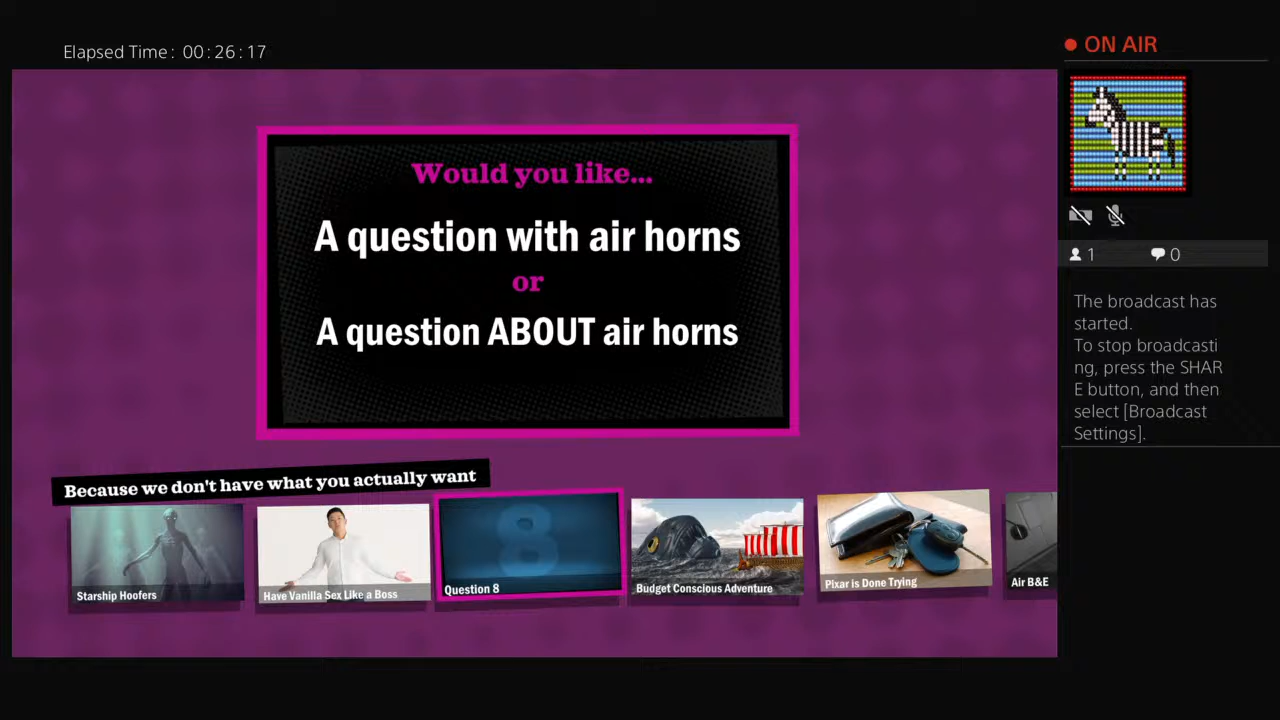 Elapsed Time: 00:26:17
ON AIR
Would you like...
A question with air horns
or
A question ABOUT air horns
1
0
The broadcast has
started.
To stop broadcasti
ng, press the SHAR
E button, and then
select [Broadcast
Settings].
Because we don't have what you actually want
8
Starship Hoofers
Have Vanilla Sex Like a Boss
Question 8
Budget Conscious Adventure
Pixar is Done Trying
Air B&E